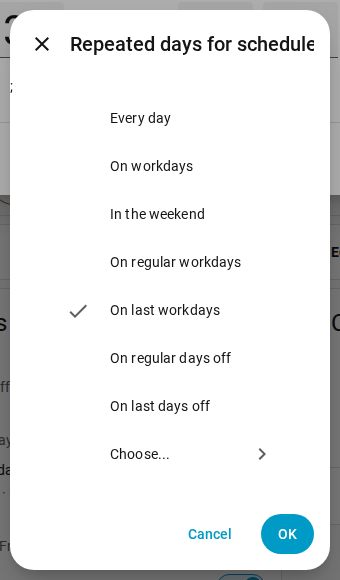 Repeated days for schedule
Every day
On workdays
In the weekend
On regular workdays
On last workdays
On regular days off
On last days off
Choose...
Cancel
OK